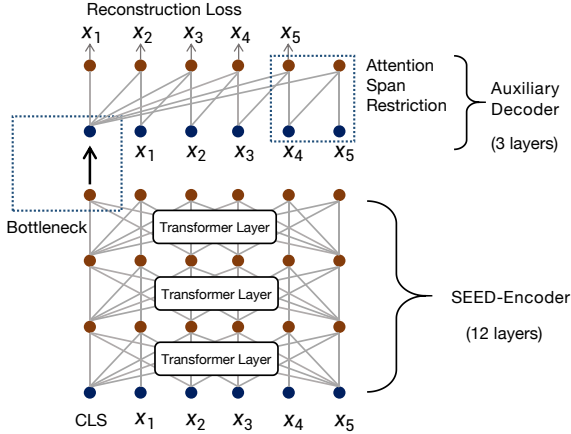 Reconstruction Loss
x1 x2 x3 x4 x5
Attention
Span
Restriction
Auxiliary
Decoder
(3 layers)
x1 x2 x3 x4 x5
Bottleneck
Transformer Layer
Transformer Layer
Transformer Layer
SEED-Encoder
(12 layers)
CLS x1 x2 x3 x4 x5